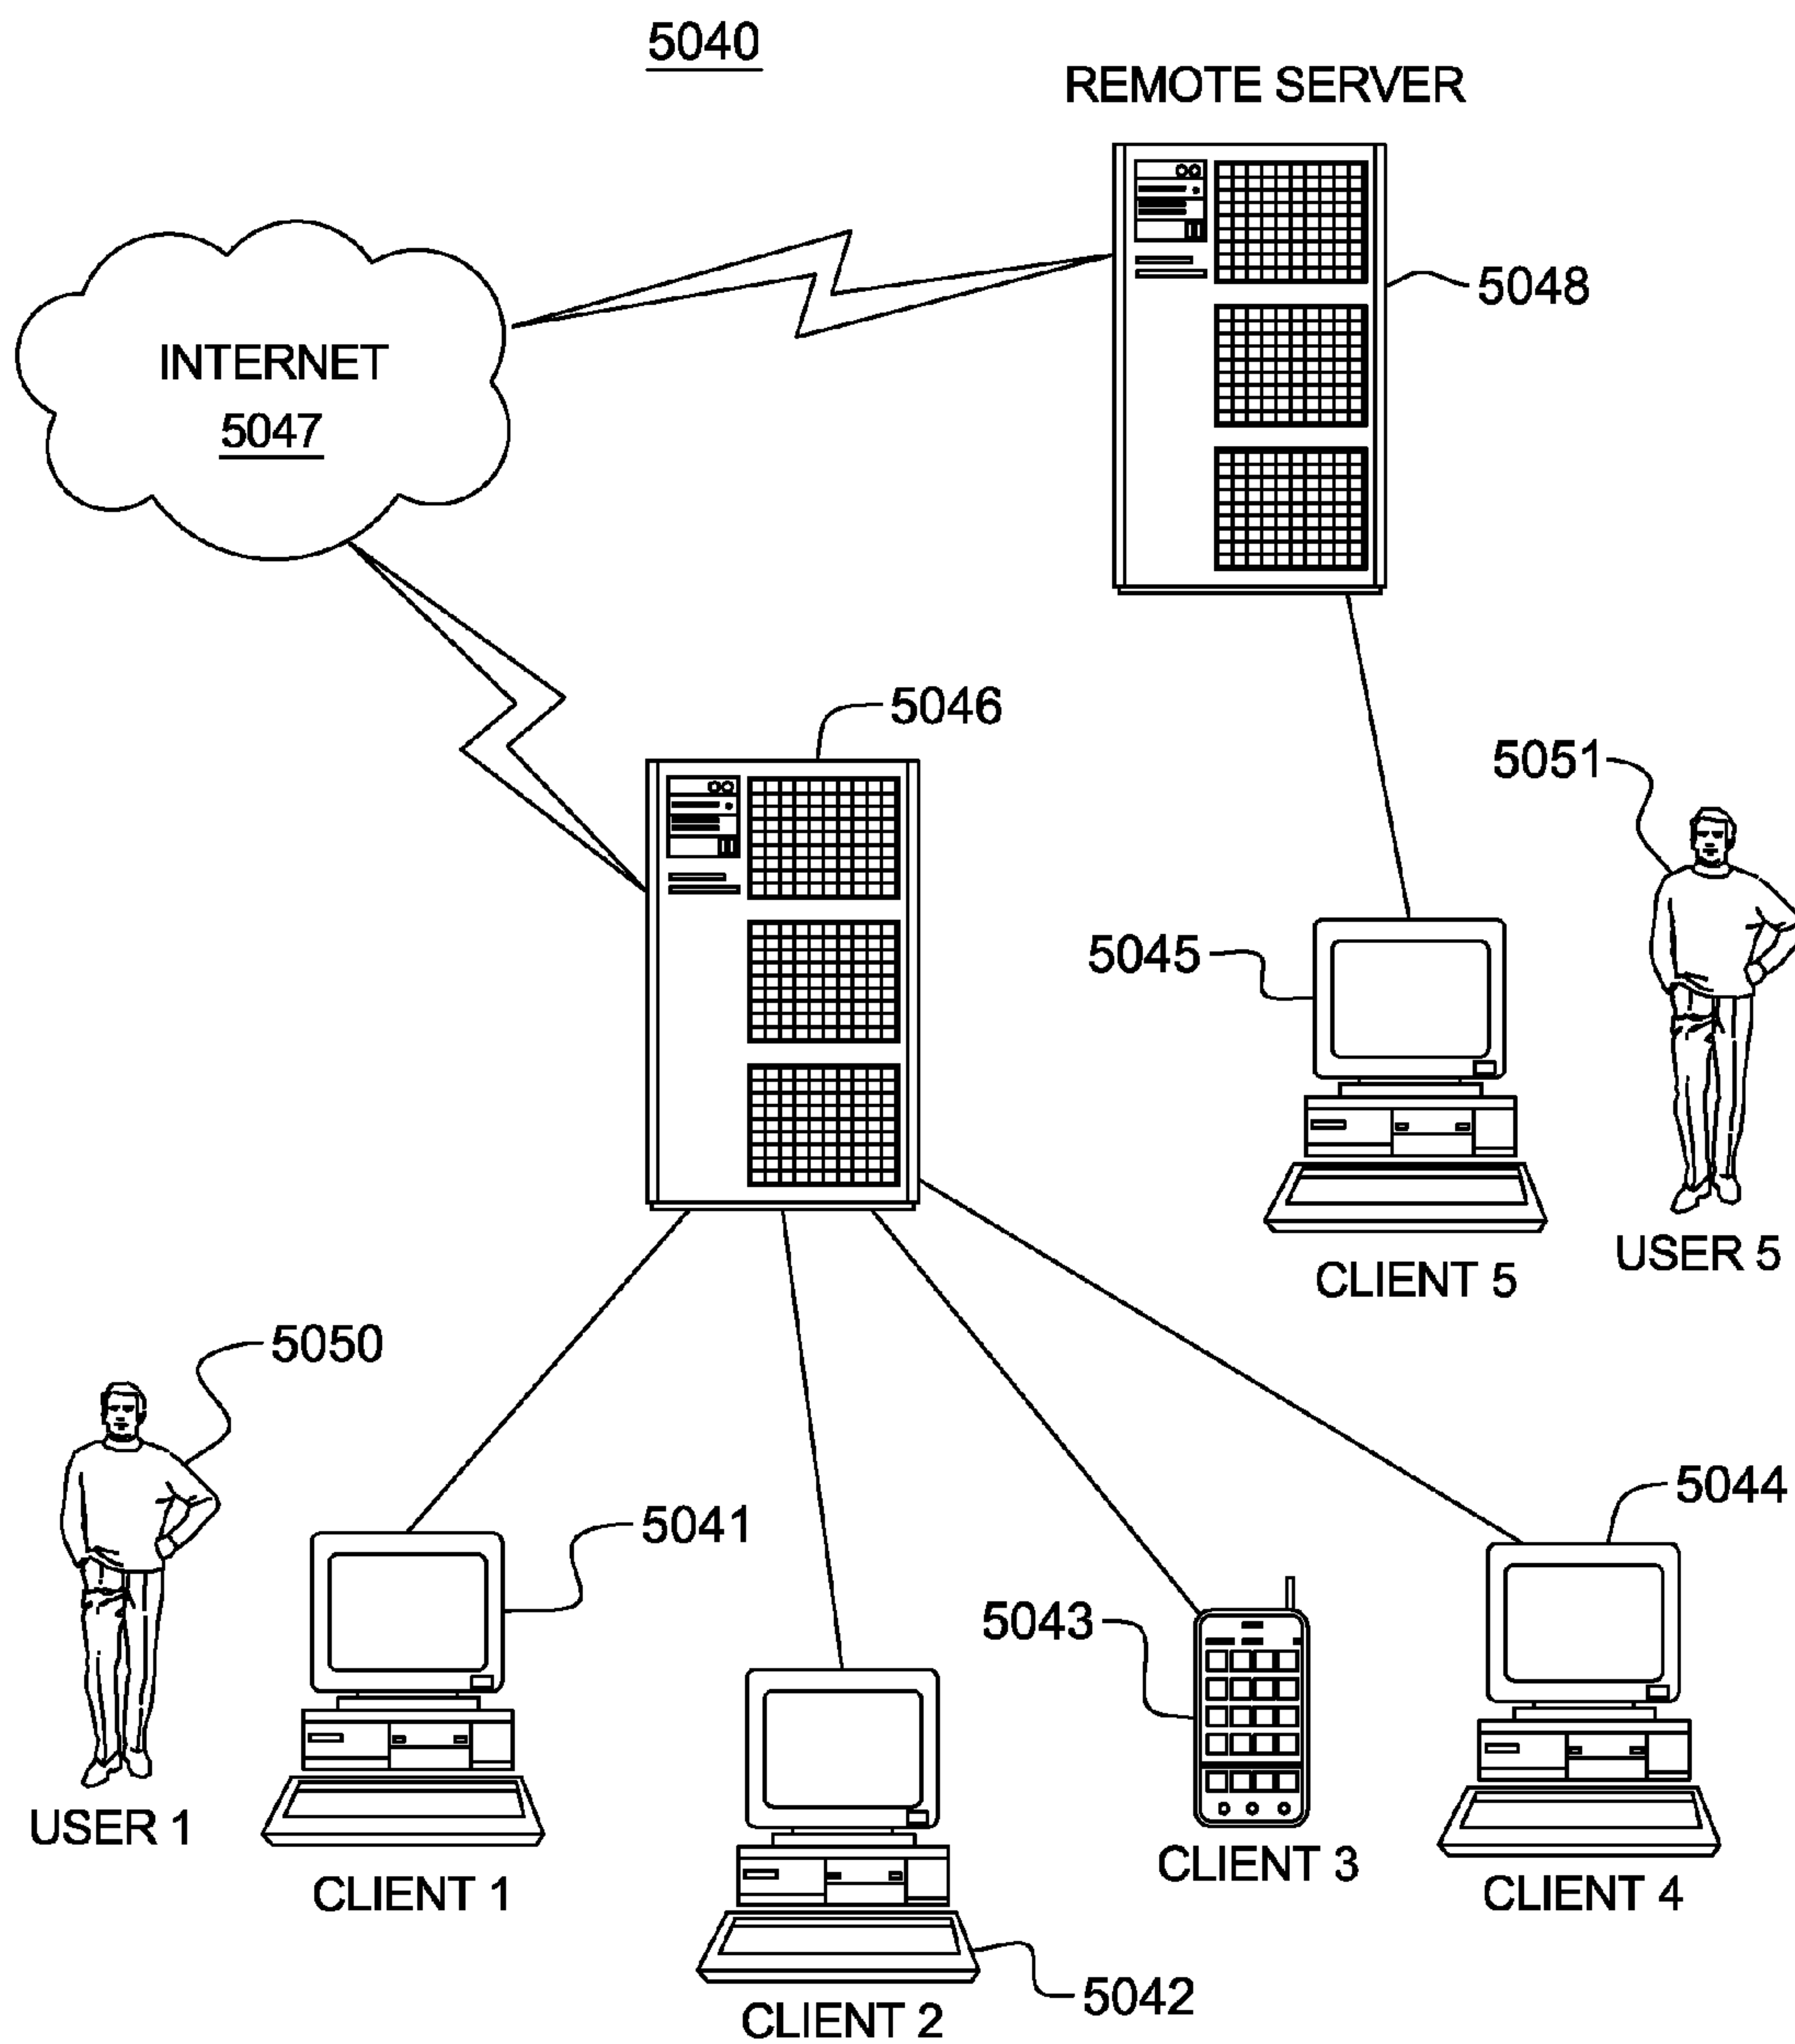 5040
REMOTE SERVER
5048
INTERNET
5047
5046
5051
5045
USER 5
CLIENT 5
5050
5041
5044
5043
USER 1
CLIENT 1
CLIENT 3
CLIENT 4
5042
CLIENT 2